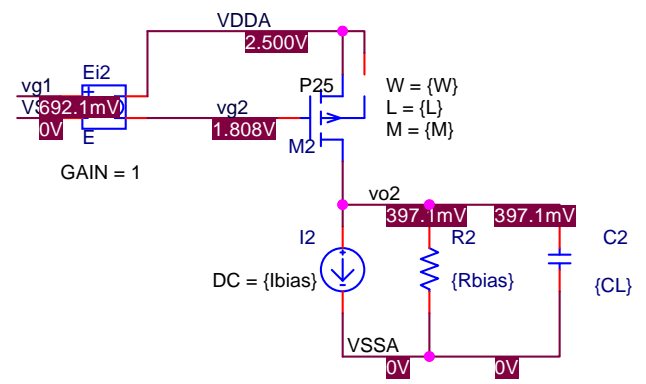 VDDA
2.500V
Ei2
P25
W = {W}
L = {L}
M = {M}
vg1
692.1mV
0V
E
vg2
1.808V
M2
GAIN = 1
vo2
397.1mV
397.1mV
I2
R2
C2
DC = {Ibias}
{Rbias}
{CL}
VSSA
0V
0V